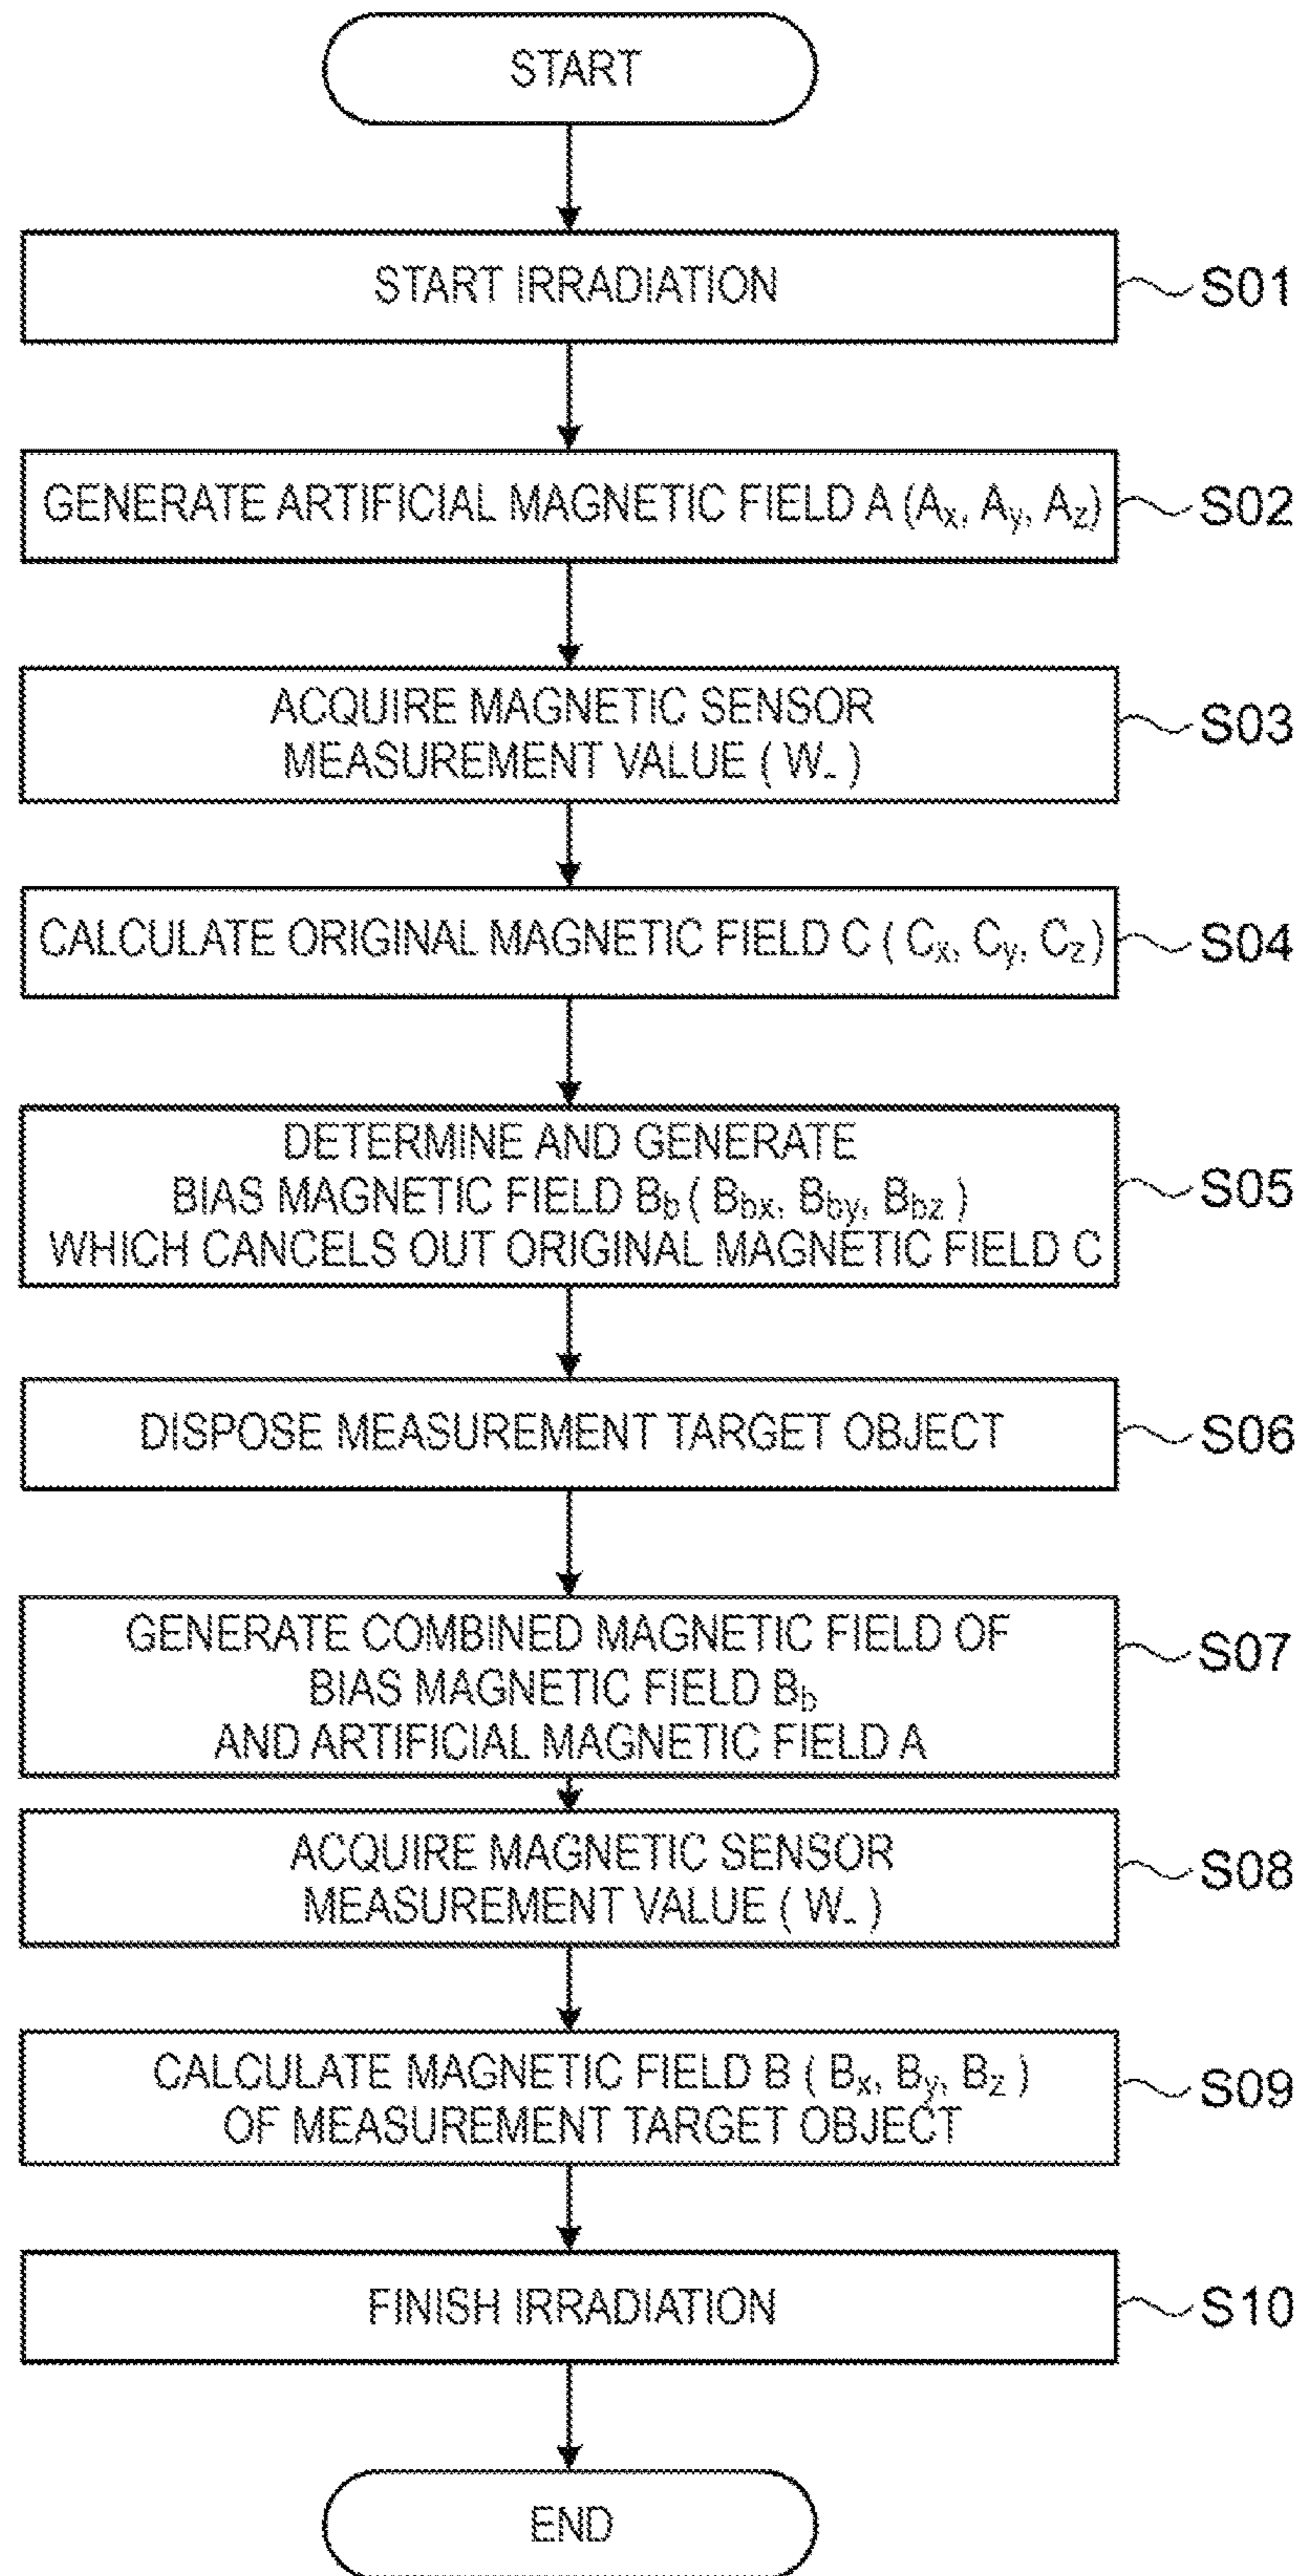 START
START IRRADIATION
S01
GENERATE ARTIFICIAL MAGNETIC FIELD A (Ax, Ay, Az)
S02
ACQUIRE MAGNETIC SENSOR
MEASUREMENT VALUE ( W- )
S03
CALCULATE ORIGINAL MAGNETIC FIELD C ( Cx, Cy, Cz )
S04
DETERMINE AND GENERATE
BIAS MAGNETIC FIELD Bb ( Bbx, Bby, Bbz )
WHICH CANCELS OUT ORIGINAL MAGNETIC FIELD C
S05
DISPOSE MEASUREMENT TARGET OBJECT
S06
GENERATE COMBINED MAGNETIC FIELD OF
BIAS MAGNETIC FIELD Bb
AND ARTIFICIAL MAGNETIC FIELD A
S07
ACQUIRE MAGNETIC SENSOR
MEASUREMENT VALUE ( W- )
S08
CALCULATE MAGNETIC FIELD B ( Bx, By, Bz )
OF MEASUREMENT TARGET OBJECT
S09
FINISH IRRADIATION
S10
END